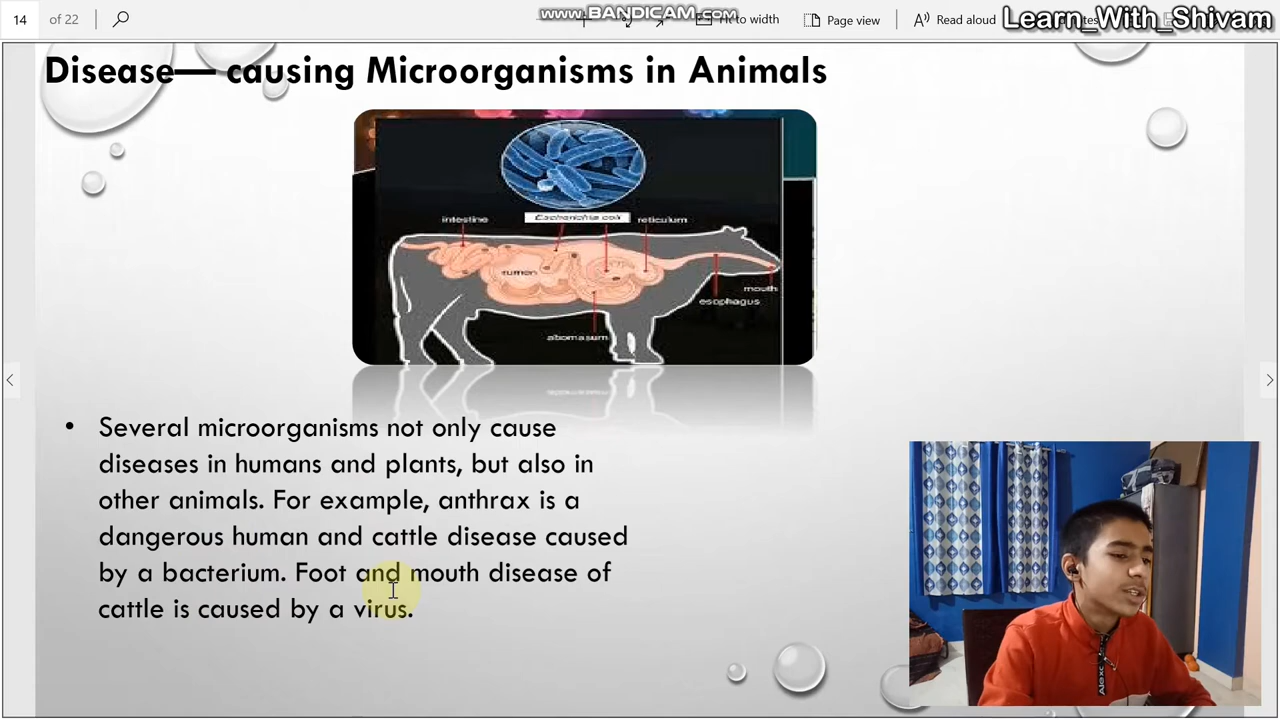 14 of 22
www.BANDICAM.com
Fit to width
Page view
Read aloud
Learn_With_Shivam
Disease— causing Microorganisms in Animals
intestine
Escherichia coli
reticulum
rumen
mouth
esophagus
abomasum
• Several microorganisms not only cause
diseases in humans and plants, but also in
other animals. For example, anthrax is a
dangerous human and cattle disease caused
by a bacterium. Foot and mouth disease of
cattle is caused by a virus.